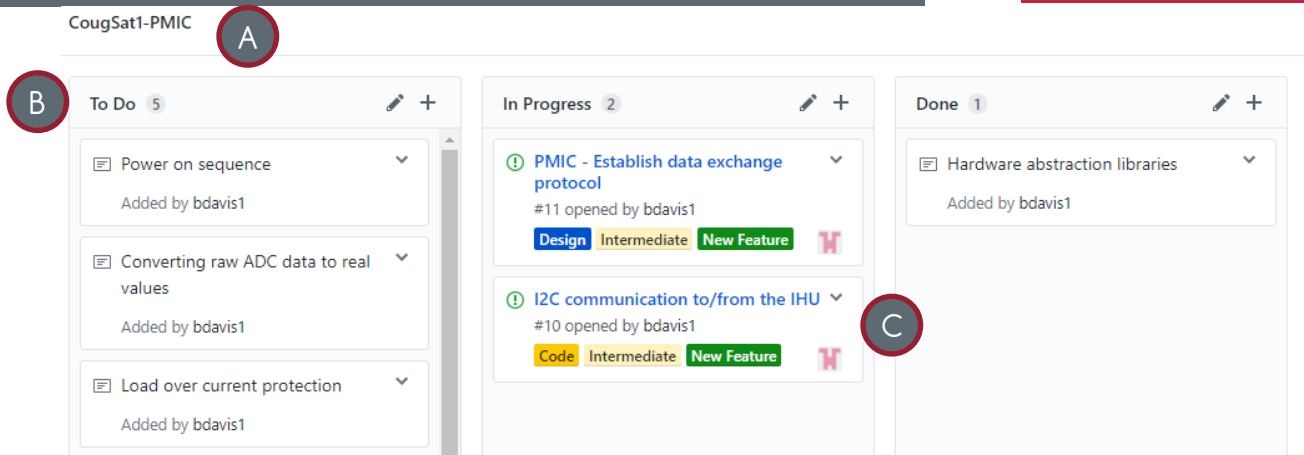 CougSat1-PMIC
A
B
To Do 5
Power on sequence
Added by bdavis1
Converting raw ADC data to real
values
Added by bdavis1
Load over current protection
Added by bdavis1
In Progress 2
PMIC - Establish data exchange
protocol
#11 opened by bdavis1
Design Intermediate New Feature
I2C communication to/from the IHU
#10 opened by bdavis1
Code Intermediate New Feature
C
Done 1
Hardware abstraction libraries
Added by bdavis1